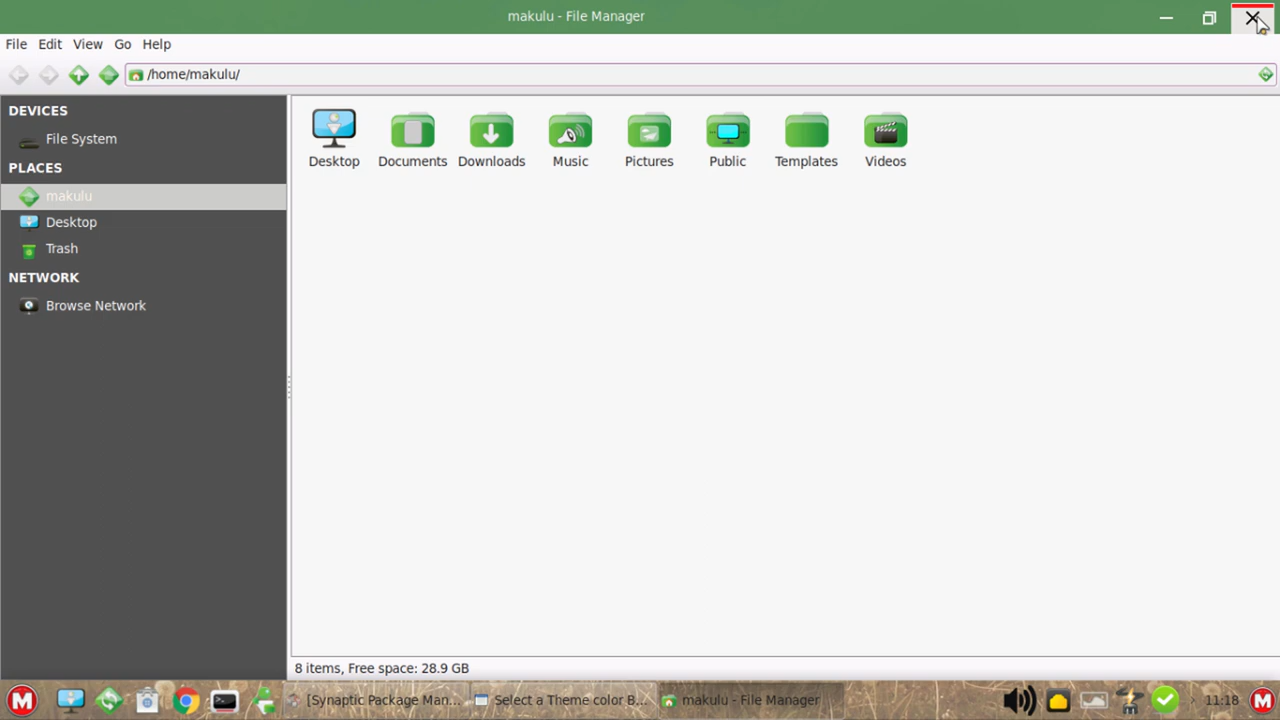 makulu - File Manager
File Edit View Go Help
/home/makulu/
DEVICES
File System
PLACES
makulu
Desktop
Trash
NETWORK
Browse Network
Desktop Documents Downloads Music Pictures Public Templates Videos
8 items, Free space: 28.9 GB
M [Synaptic Package Man... Select a Theme color B... makulu - File Manager 11:18 M